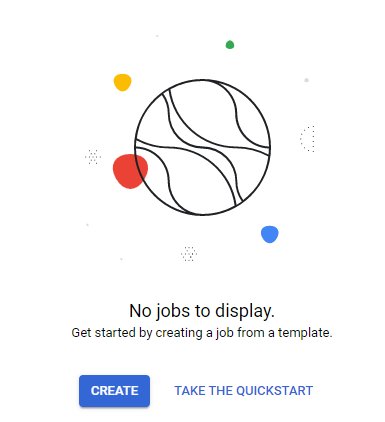 No jobs to display.
Get started by creating a job from a template.
CREATE
TAKE THE QUICKSTART